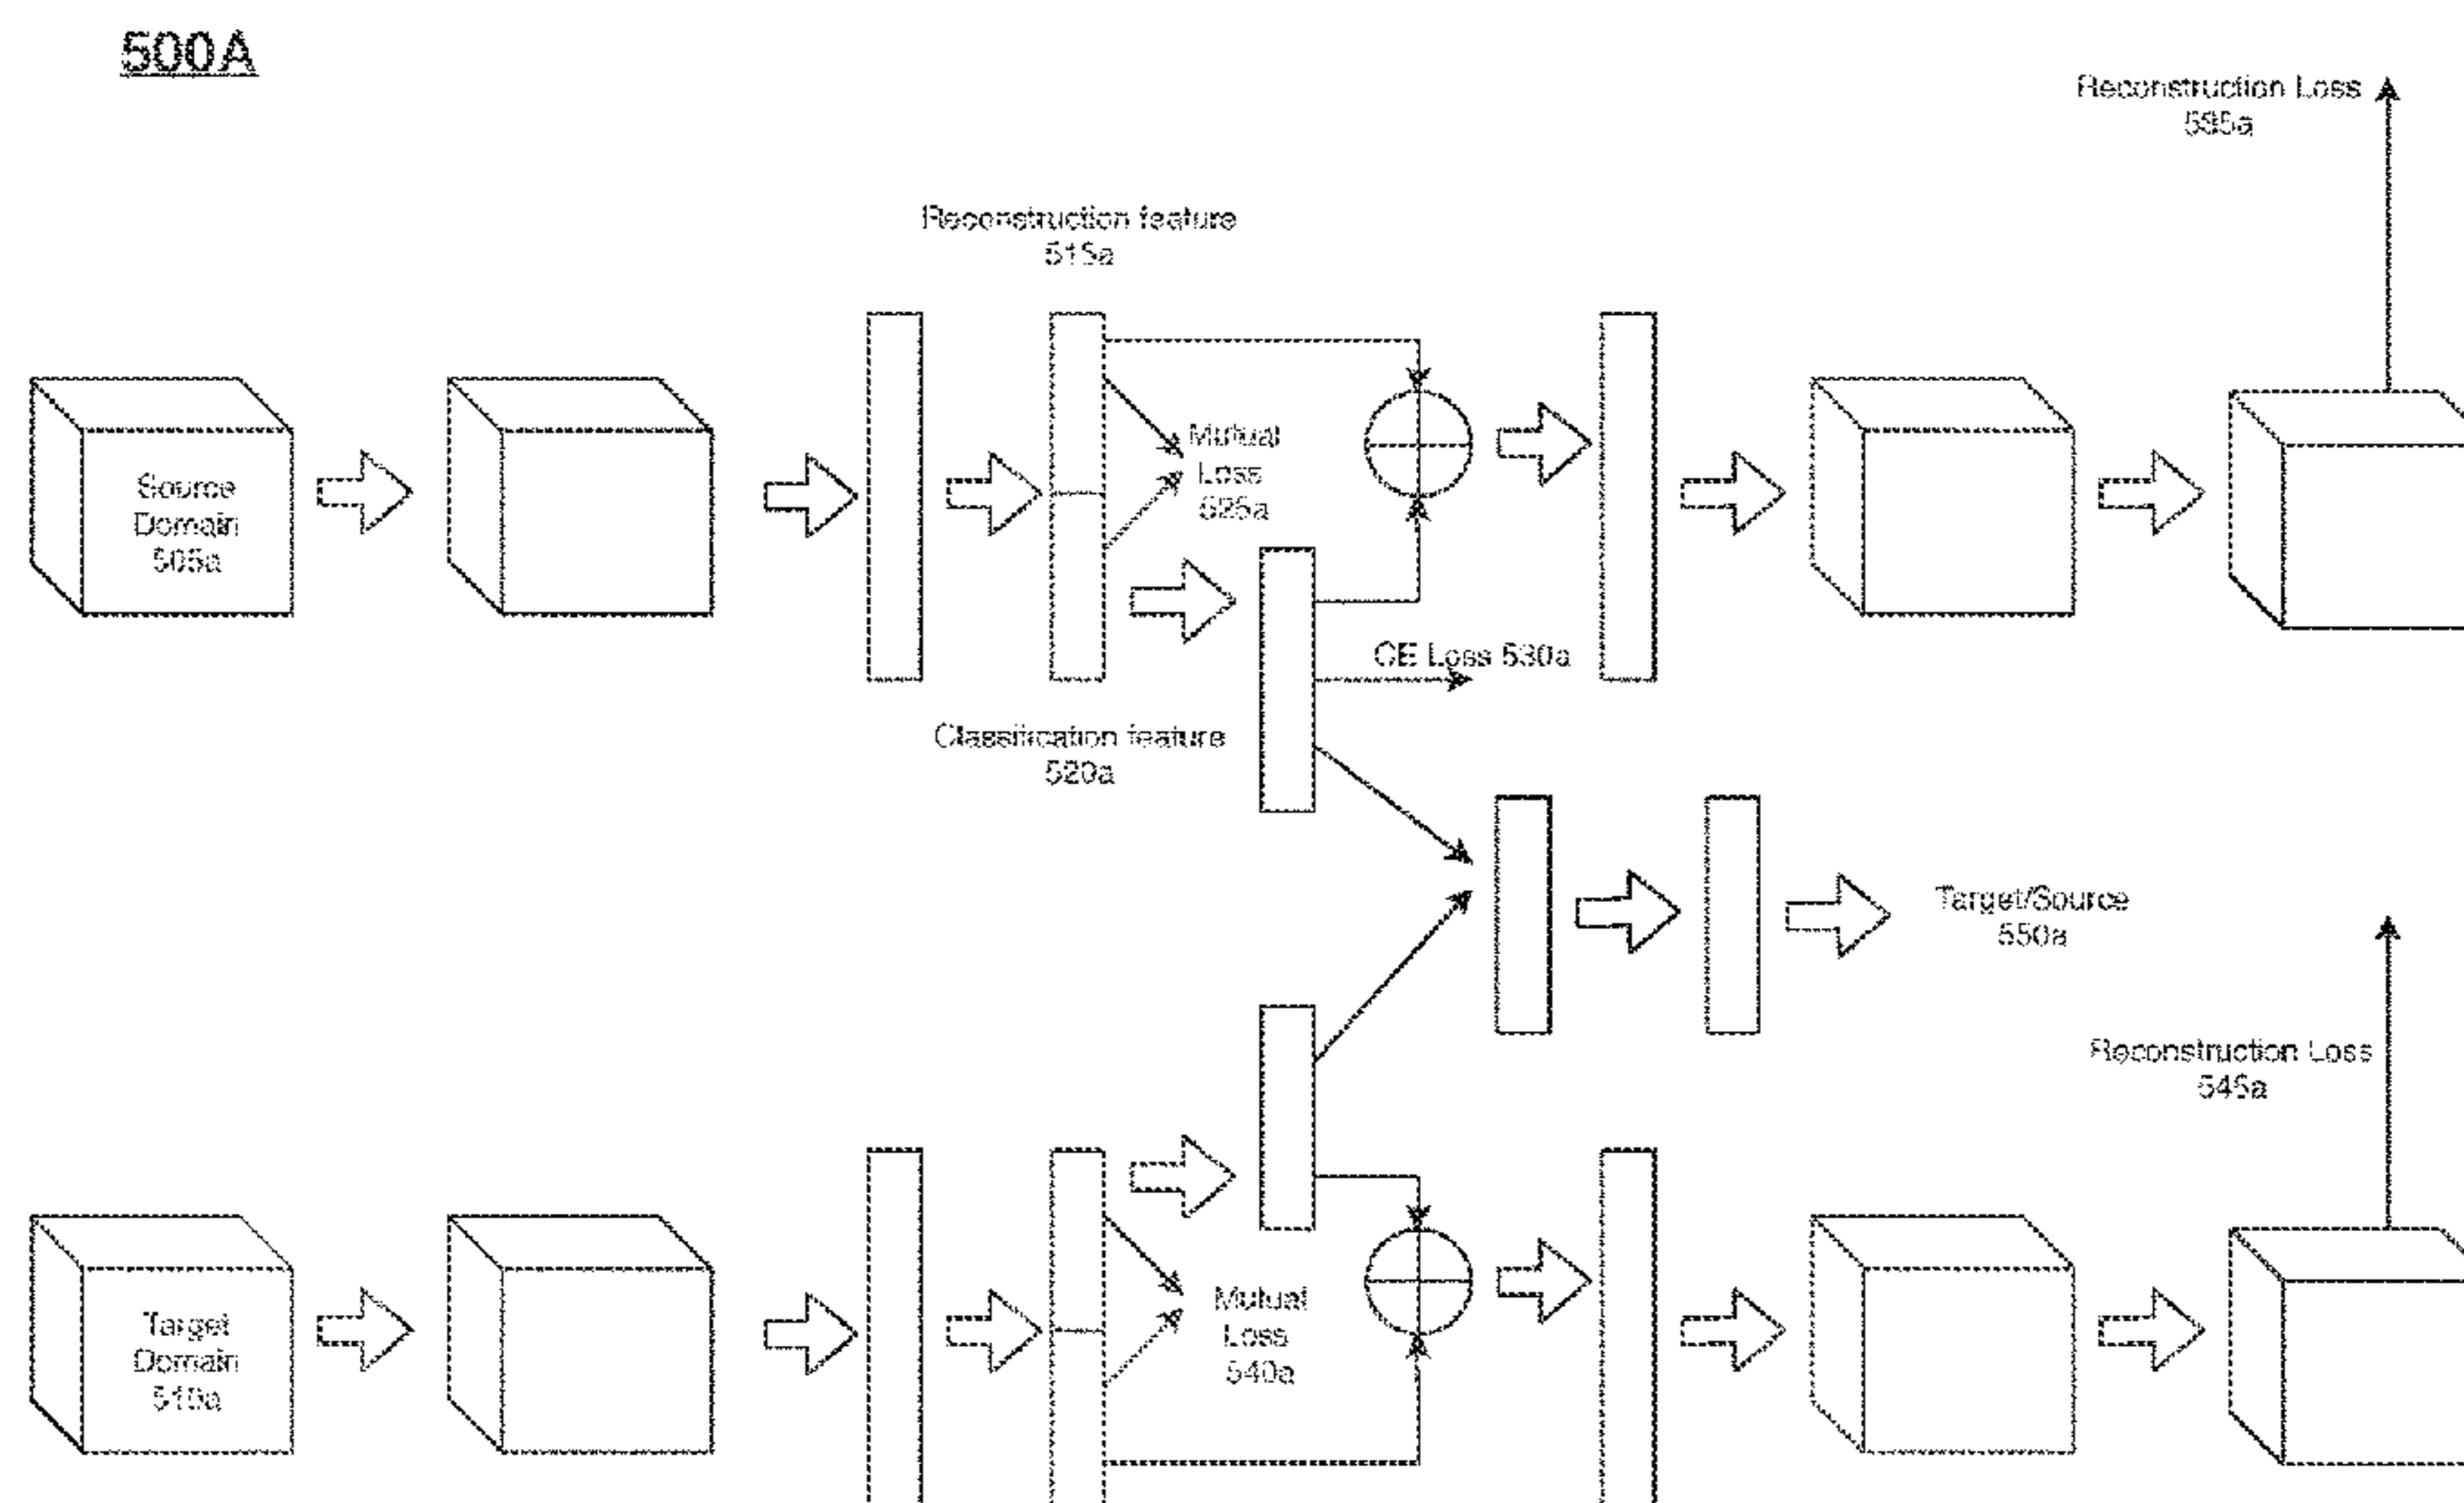 500A
Reconstruction Loss
535a
Reconstruction feature
515a
Mutual
Loss
525a
Source
Domain
505a
CE Loss 530a
Classification feature
520a
Target/Source
550a
Reconstruction Loss
545a
Mutual
Loss
540a
Target
Domain
510a